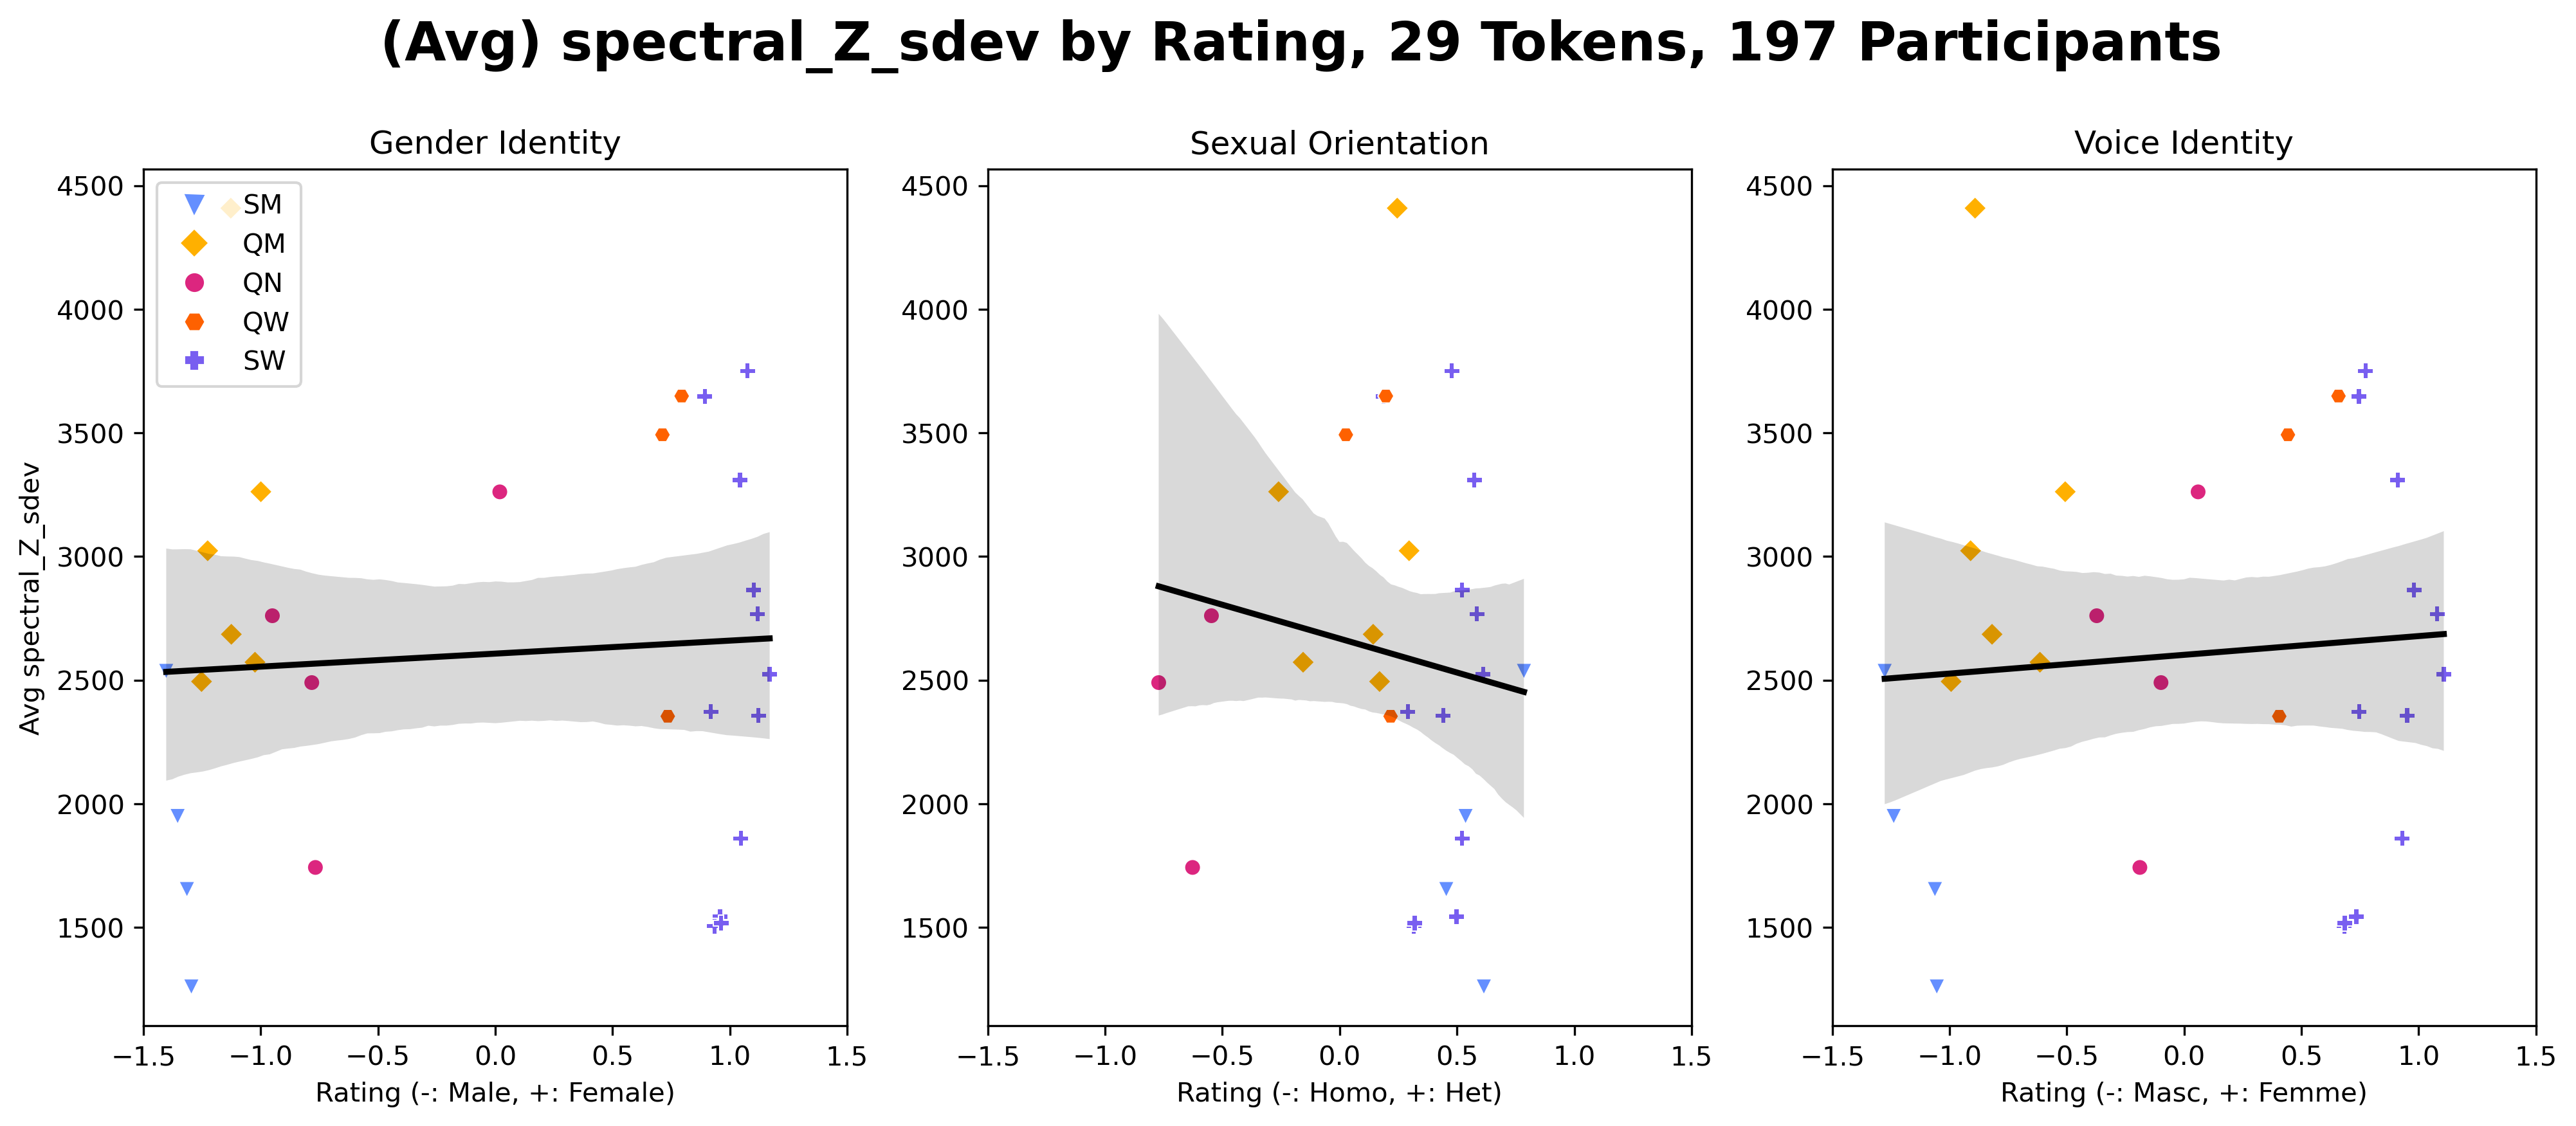 (Avg) spectral_Z_sdev by Rating, 29 Tokens, 197 Participants
Gender Identity
Sexual Orientation
Voice Identity
SM
QM
QN
QW
SW
Avg spectral_Z_sdev
4500
4000
3500
3000
2500
2000
1500
−1.5 −1.0 −0.5 0.0 0.5 1.0 1.5
Rating (-: Male, +: Female)
4500
4000
3500
3000
2500
2000
1500
−1.5 −1.0 −0.5 0.0 0.5 1.0 1.5
Rating (-: Homo, +: Het)
4500
4000
3500
3000
2500
2000
1500
−1.5 −1.0 −0.5 0.0 0.5 1.0 1.5
Rating (-: Masc, +: Femme)